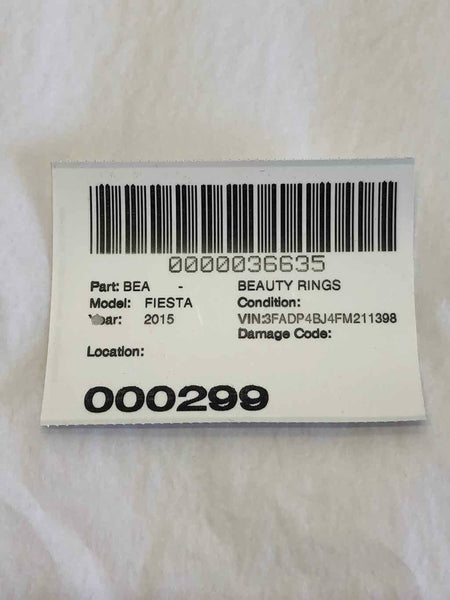 0000036635
Part: BEA - BEAUTY RINGS
Model: FIESTA Condition:
Year: 2015 VIN:3FADP4BJ4FM211398
Damage Code:
Location:
000299